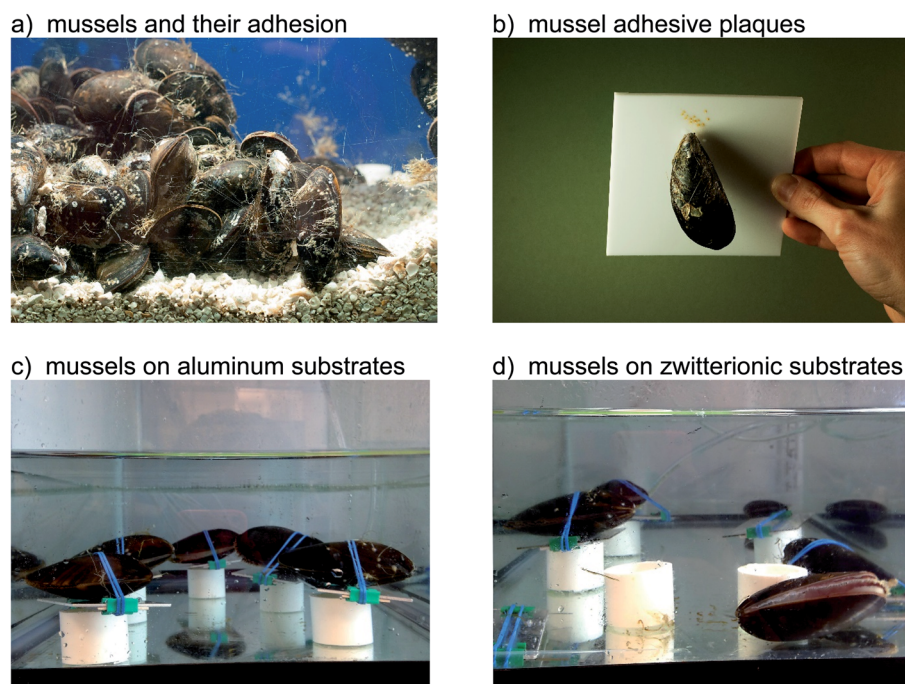 a) mussels and their adhesion
b) mussel adhesive plaques
c) mussels on aluminum substrates
d) mussels on zwitterionic substrates